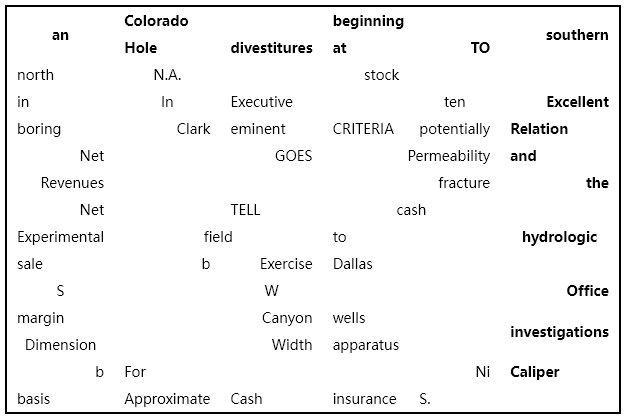 an Colorado beginning southern
Hole divestitures at TO
north N.A. stock
in In Executive ten Excellent
boring Clark eminent CRITERIA potentially Relation
Net GOES Permeability and
Revenues fracture the
Net TELL cash
Experimental field to hydrologic
sale b Exercise Dallas
S W Office
margin Canyon wells
investigations
Dimension Width apparatus
b For Ni Caliper
basis Approximate Cash insurance S.